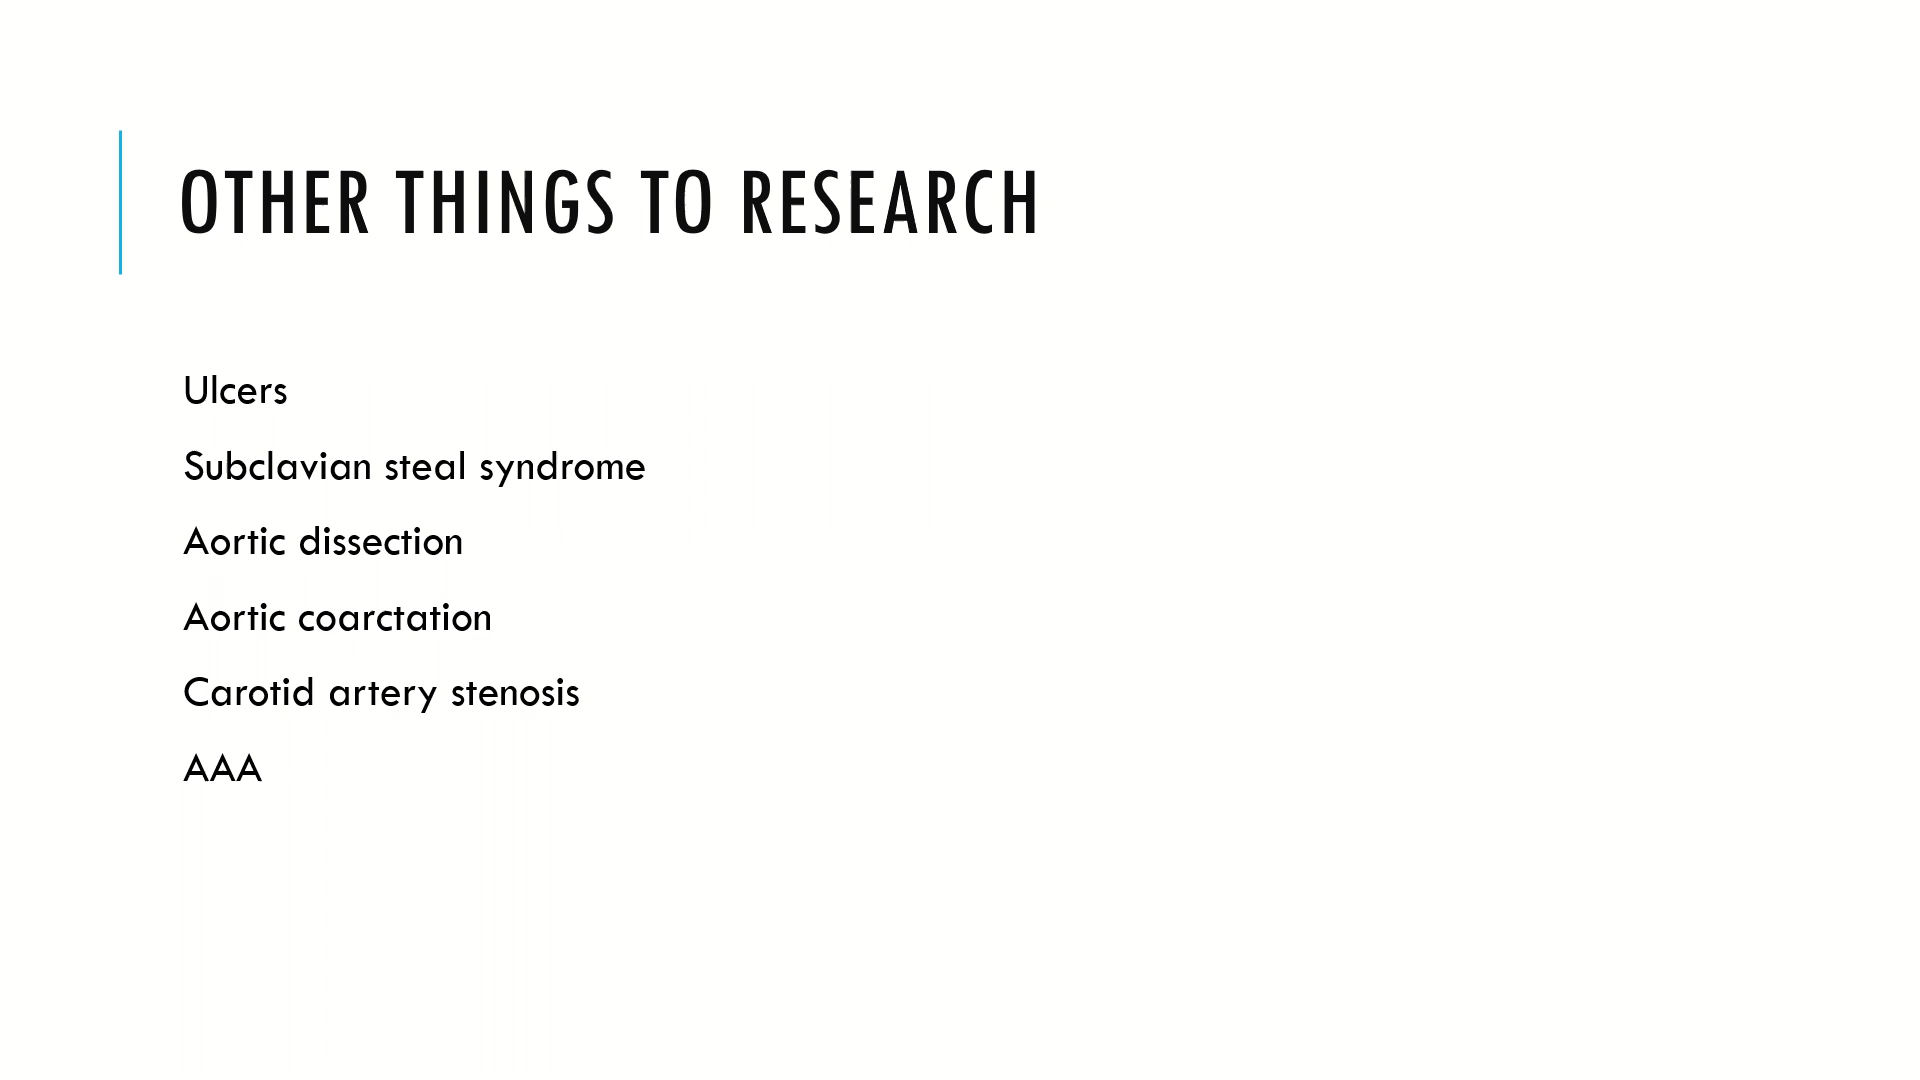 OTHER THINGS TO RESEARCH
Ulcers
Subclavian steal syndrome
Aortic dissection
Aortic coarctation
Carotid artery stenosis
AAA